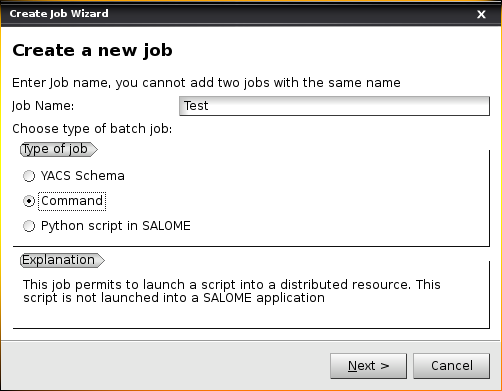 Create Job Wizard
Create a new job
Enter Job name, you cannot add two jobs with the same name
Job Name: Test
Choose type of batch job:
Type of job
YACS Schema
Command
Python script in SALOME
Explanation
This job permits to launch a script into a distributed resource. This
script is not launched into a SALOME application
Next > Cancel